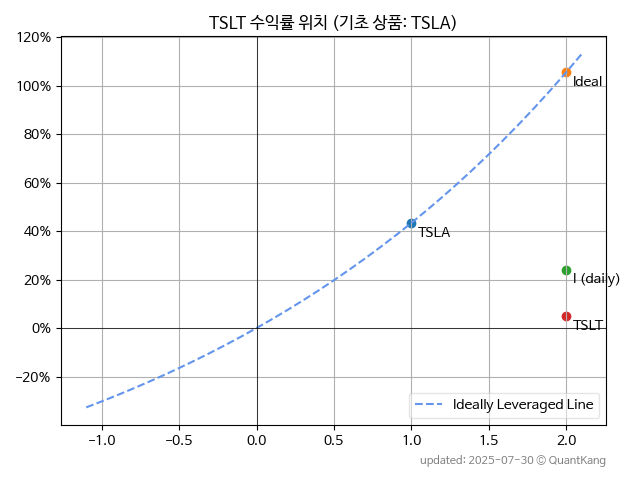 TSLT 수익률 위치 (기초 상품: TSLA)
120%
100%
80%
60%
40%
20%
0%
−20%
Ideal
TSLA
I (daily)
TSLT
Ideally Leveraged Line
−1.0 −0.5 0.0 0.5 1.0 1.5 2.0
updated: 2025-07-30 © QuantKang